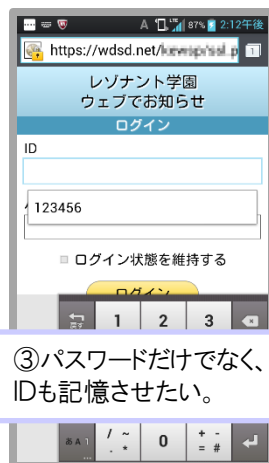 A 87% 2:12午後
https://wdsd.net/ 1
レゾナント学園
ウェブでお知らせ
ログイン
ID
123456
ログイン状態を維持する
ログイン
戻す 1 2 3
③パスワードだけでなく、
IDも記憶させたい。
あA1 / ~ . * 0 + - = #